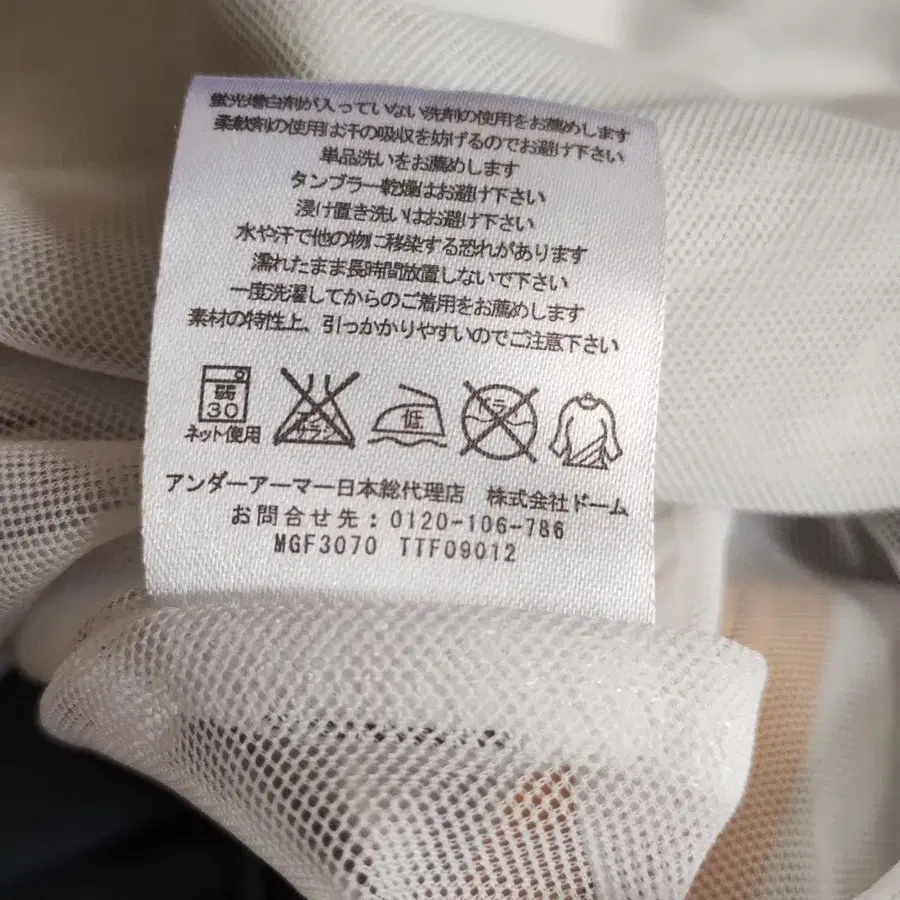 蛍光増白剤が入っていない洗剤の使用をお薦めします
柔軟剤の使用は汗の吸収を妨げるのでお避け下さい
単品洗いをお薦めします
タンブラー乾燥はお避け下さい
浸け置き洗いはお避け下さい
水や汗で他の物に移染する恐れがあります
濡れたまま長時間放置しないで下さい
一度洗濯してからのご着用をお薦めします
素材の特性上、引っかかりやすいのでご注意下さい
弱
30
エンソ
サラシ
低
ドライ
ネット使用
アンダーアーマー日本総代理店 株式会社ドーム
お問合せ先:0120-106-786
MGF3070 TTF09012